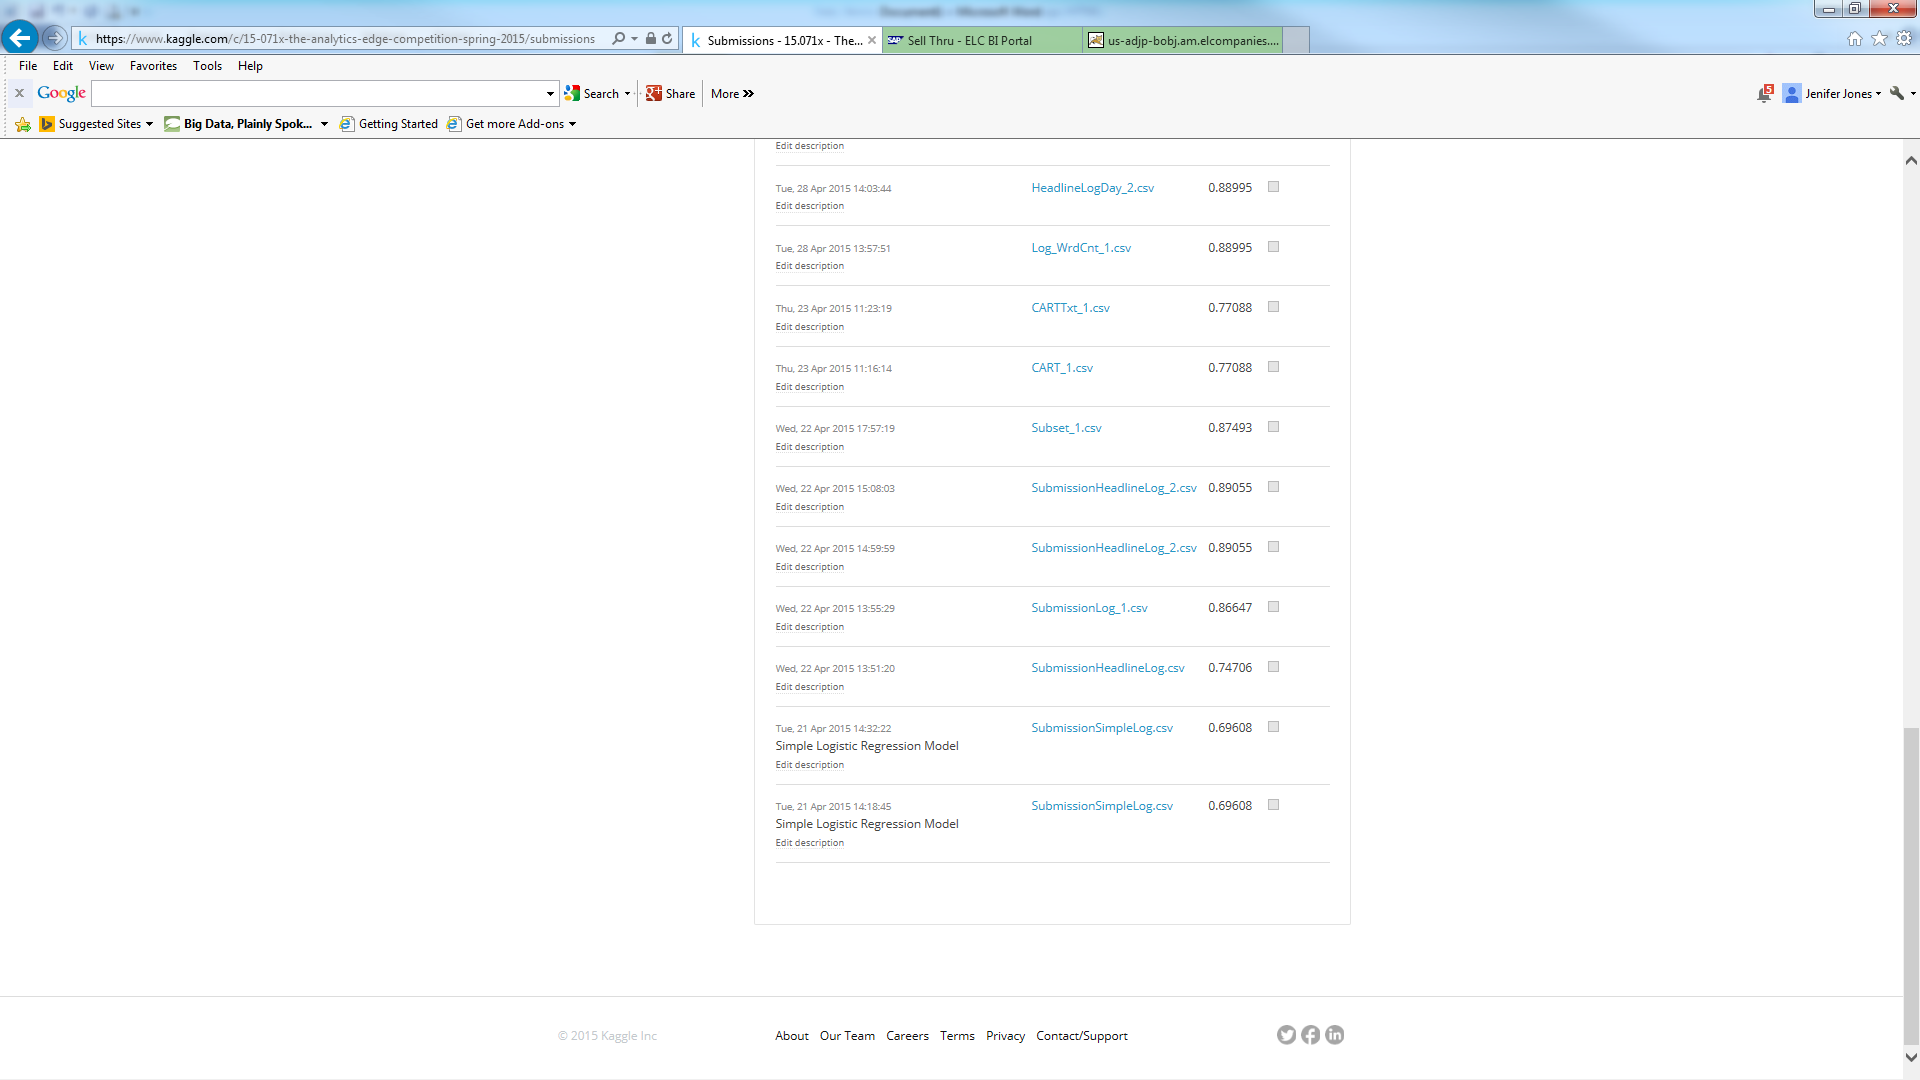 https://www.kaggle.com/c/15-071x-the-analytics-edge-competition-spring-2015/submissions
Submissions - 15.071x - The...
SAP Sell Thru - ELC BI Portal
us-adjp-bobj.am.elcompanies....
File Edit View Favorites Tools Help
x Google Search Share More 5 Jenifer Jones
Suggested Sites Big Data, Plainly Spok... Getting Started Get more Add-ons
Edit description
Tue, 28 Apr 2015 14:03:44 HeadlineLogDay_2.csv 0.88995
Edit description
Tue, 28 Apr 2015 13:57:51 Log_WrdCnt_1.csv 0.88995
Edit description
Thu, 23 Apr 2015 11:23:19 CARTTxt_1.csv 0.77088
Edit description
Thu, 23 Apr 2015 11:16:14 CART_1.csv 0.77088
Edit description
Wed, 22 Apr 2015 17:57:19 Subset_1.csv 0.87493
Edit description
Wed, 22 Apr 2015 15:08:03 SubmissionHeadlineLog_2.csv 0.89055
Edit description
Wed, 22 Apr 2015 14:59:59 SubmissionHeadlineLog_2.csv 0.89055
Edit description
Wed, 22 Apr 2015 13:55:29 SubmissionLog_1.csv 0.86647
Edit description
Wed, 22 Apr 2015 13:51:20 SubmissionHeadlineLog.csv 0.74706
Edit description
Tue, 21 Apr 2015 14:32:22 SubmissionSimpleLog.csv 0.69608
Simple Logistic Regression Model
Edit description
Tue, 21 Apr 2015 14:18:45 SubmissionSimpleLog.csv 0.69608
Simple Logistic Regression Model
Edit description
© 2015 Kaggle Inc About Our Team Careers Terms Privacy Contact/Support